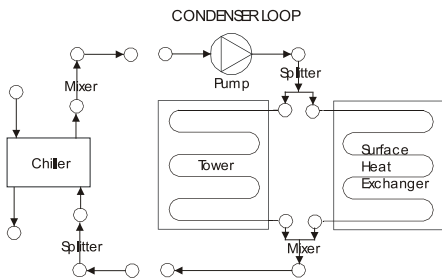 CONDENSER LOOP
Mixer
Pump
Splitter
Chiller
Tower
Surface
Heat
Exchanger
Splitter
Mixer